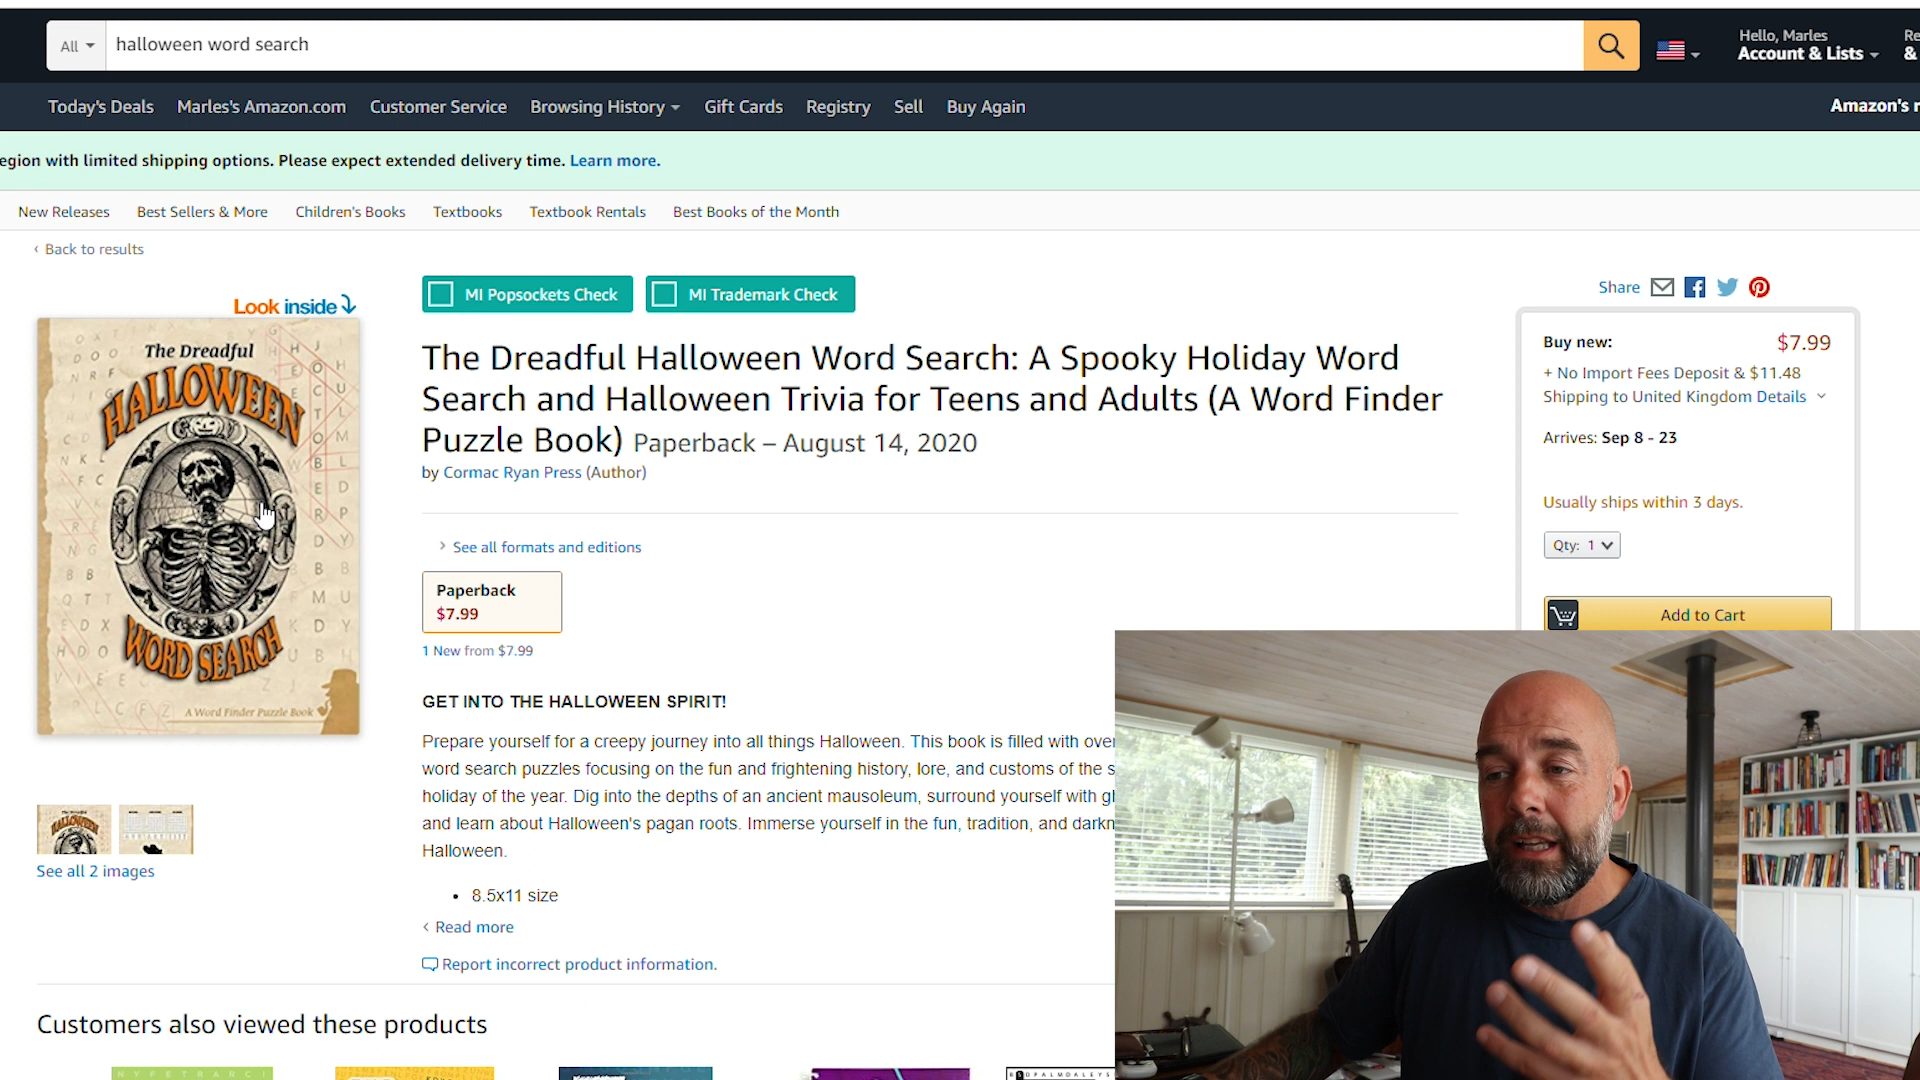 All
halloween word search
Hello, Marles
Account & Lists
Re
&
Today's Deals
Marles's Amazon.com
Customer Service
Browsing History
Gift Cards
Registry
Sell
Buy Again
Amazon's r
egion with limited shipping options. Please expect extended delivery time. Learn more.
New Releases
Best Sellers & More
Children's Books
Textbooks
Textbook Rentals
Best Books of the Month
‹ Back to results
Look inside
The Dreadful
HALLOWEEN
WORD SEARCH
A Word Finder Puzzle Book
See all 2 images
MI Popsockets Check
MI Trademark Check
The Dreadful Halloween Word Search: A Spooky Holiday Word
Search and Halloween Trivia for Teens and Adults (A Word Finder
Puzzle Book) Paperback – August 14, 2020
by Cormac Ryan Press (Author)
› See all formats and editions
Paperback
$7.99
1 New from $7.99
GET INTO THE HALLOWEEN SPIRIT!
Prepare yourself for a creepy journey into all things Halloween. This book is filled with over
word search puzzles focusing on the fun and frightening history, lore, and customs of the s
holiday of the year. Dig into the depths of an ancient mausoleum, surround yourself with gh
and learn about Halloween's pagan roots. Immerse yourself in the fun, tradition, and darkn
Halloween.
• 8.5x11 size
‹ Read more
Report incorrect product information.
Share
Buy new:
$7.99
+ No Import Fees Deposit & $11.48
Shipping to United Kingdom Details
Arrives: Sep 8 - 23
Usually ships within 3 days.
Qty: 1
Add to Cart
Customers also viewed these products